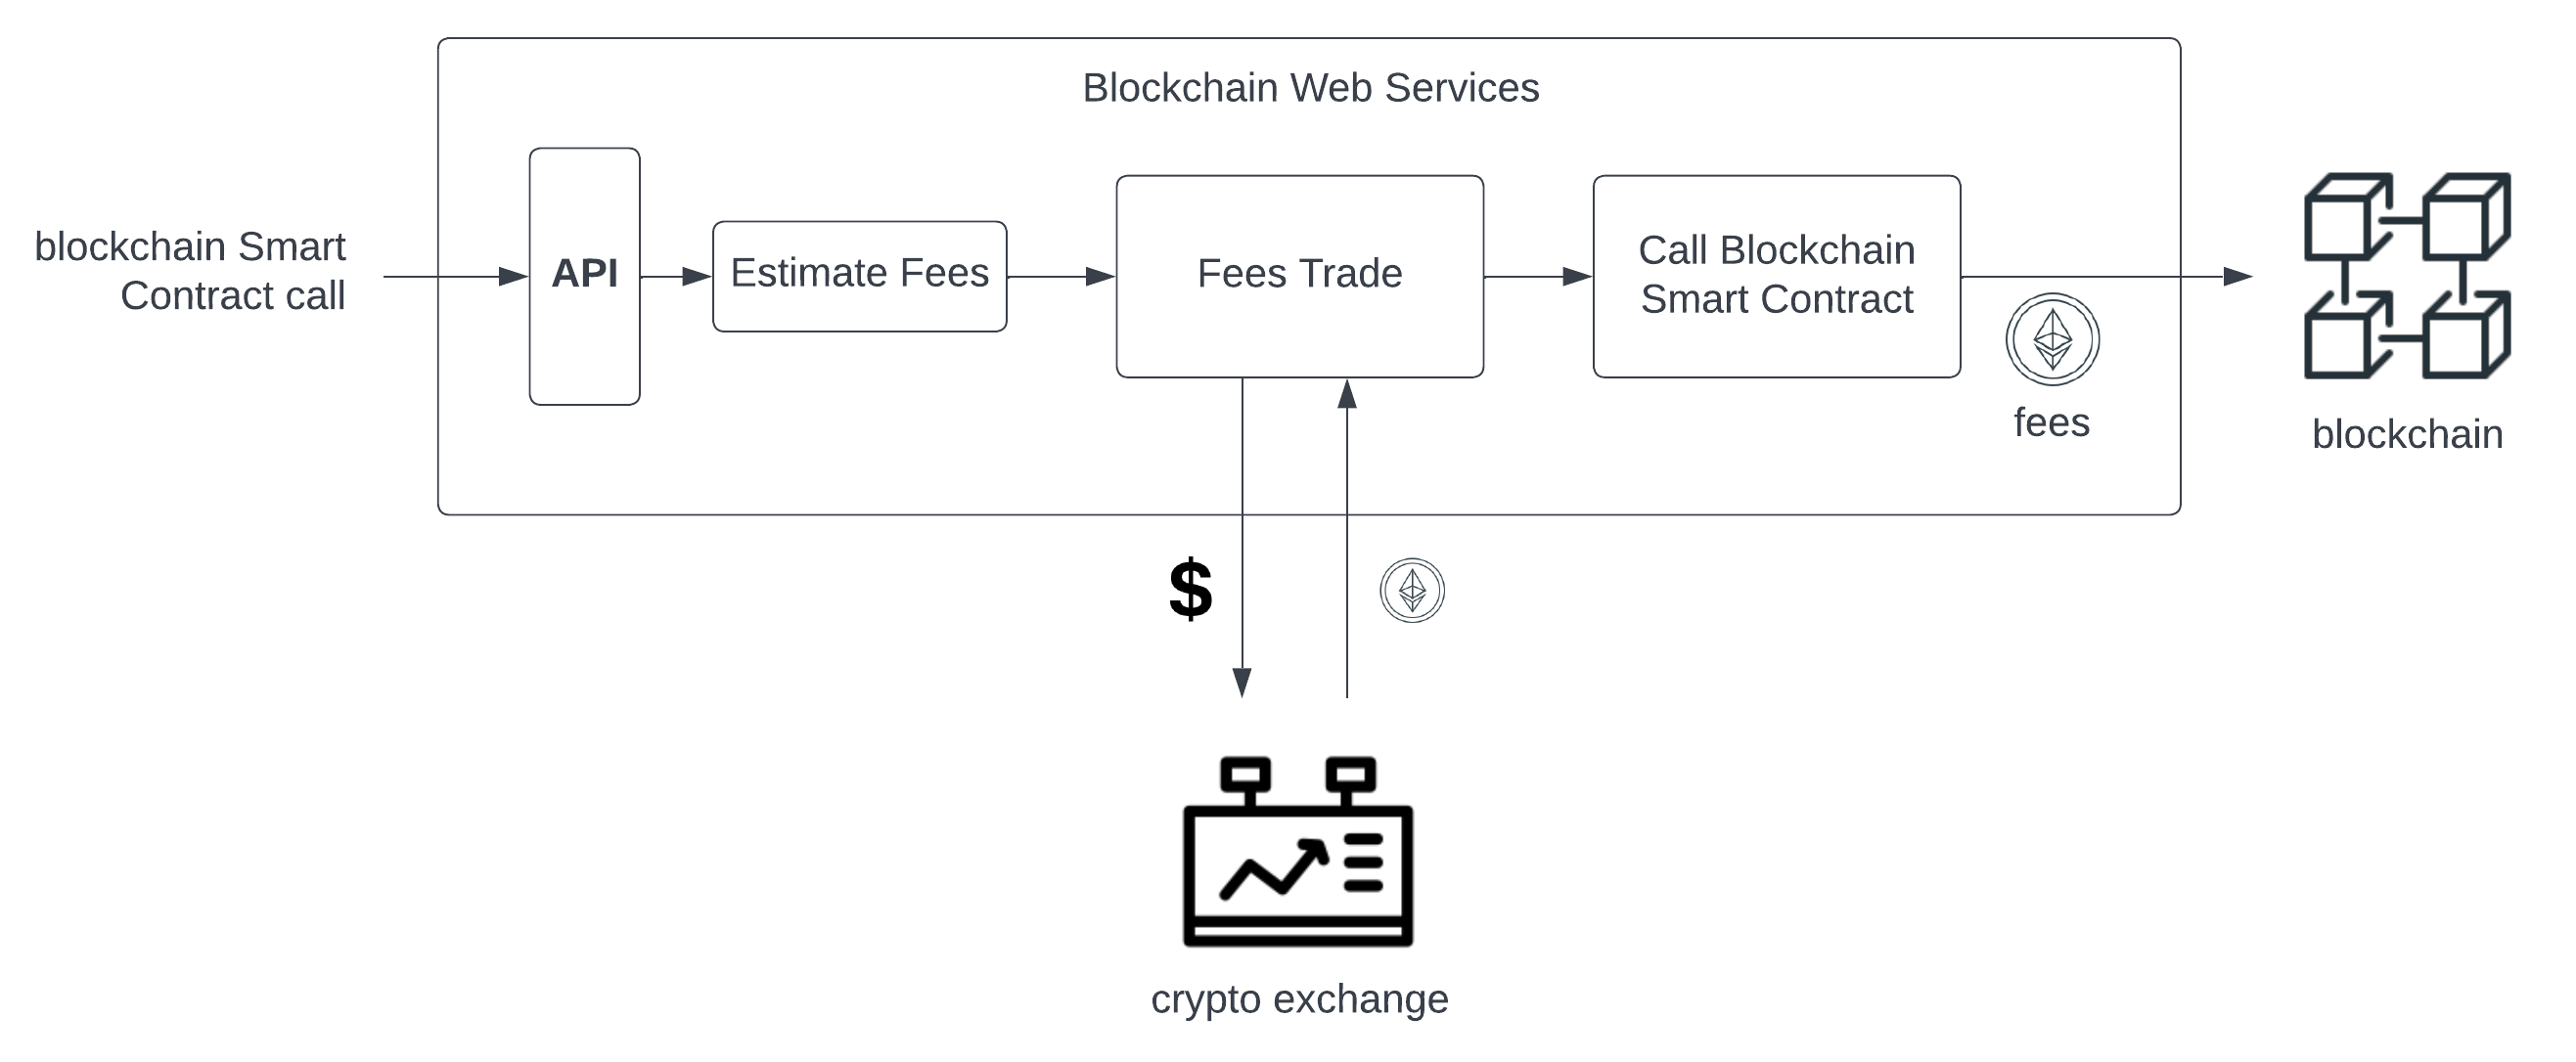 Blockchain Web Services
blockchain Smart
Contract call
API
Estimate Fees
Fees Trade
Call Blockchain
Smart Contract
fees
blockchain
$
crypto exchange